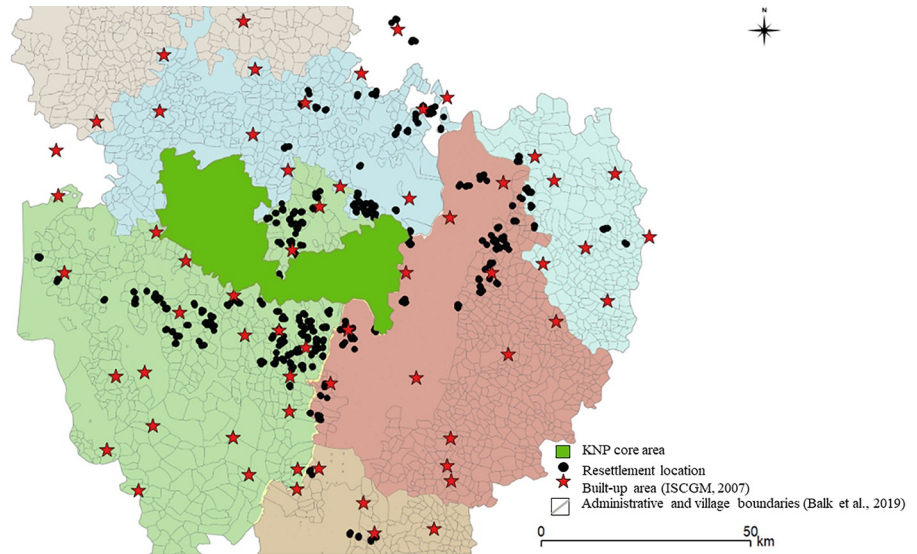 KNP core area
Resettlement location
Built-up area (ISCGM, 2007)
Administrative and village boundaries (Balk et al., 2019)
0 50
km